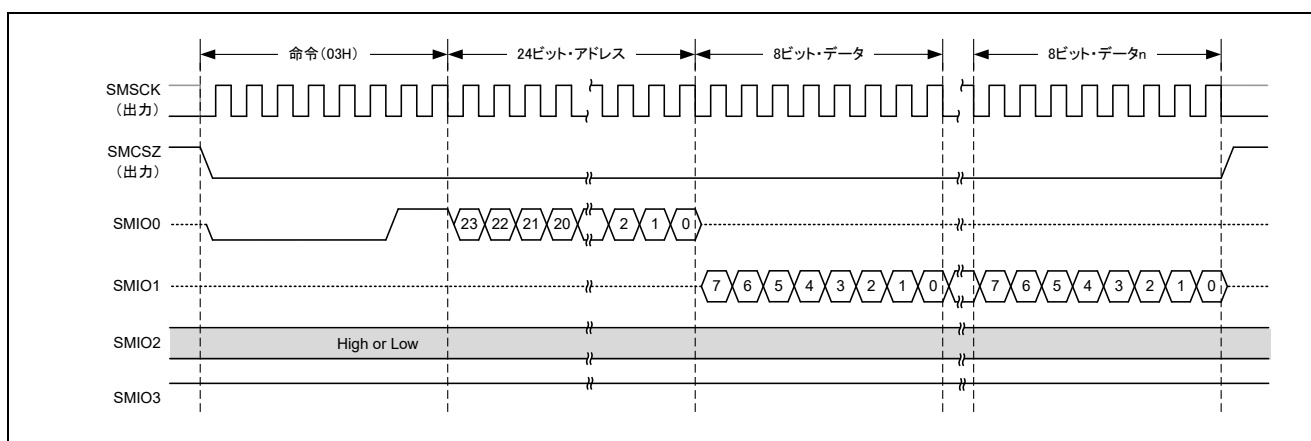 命令(03H) 24ビット・アドレス 8ビット・データ 8ビット・データn
SMSCK
(出力)
SMCSZ
(出力)
SMIO0 23 22 21 20 2 1 0
SMIO1 7 6 5 4 3 2 1 0 7 6 5 4 3 2 1 0
SMIO2 High or Low
SMIO3